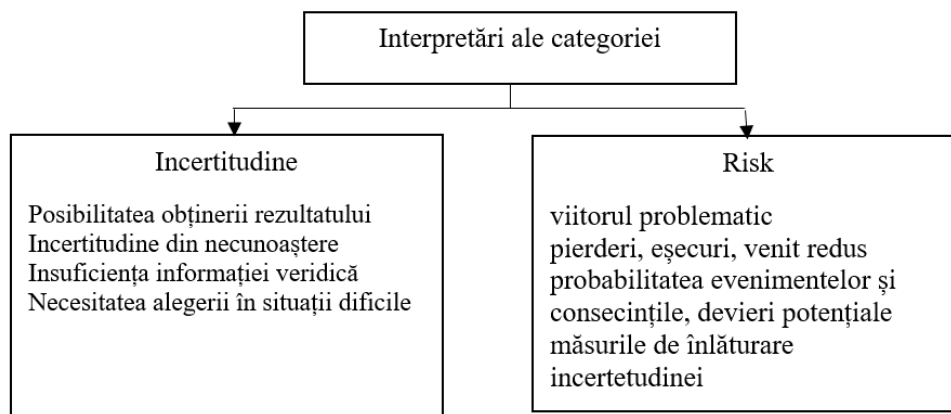 Interpretări ale categoriei
Incertitudine
Posibilitatea obținerii rezultatului
Incertitudine din necunoaștere
Insuficiența informației veridică
Necesitatea alegerii în situații dificile
Risk
viitorul problematic
pierderi, eșecuri, venit redus
probabilitatea evenimentelor și
consecințile, devieri potențiale
măsurile de înlăturare
incertetudinei